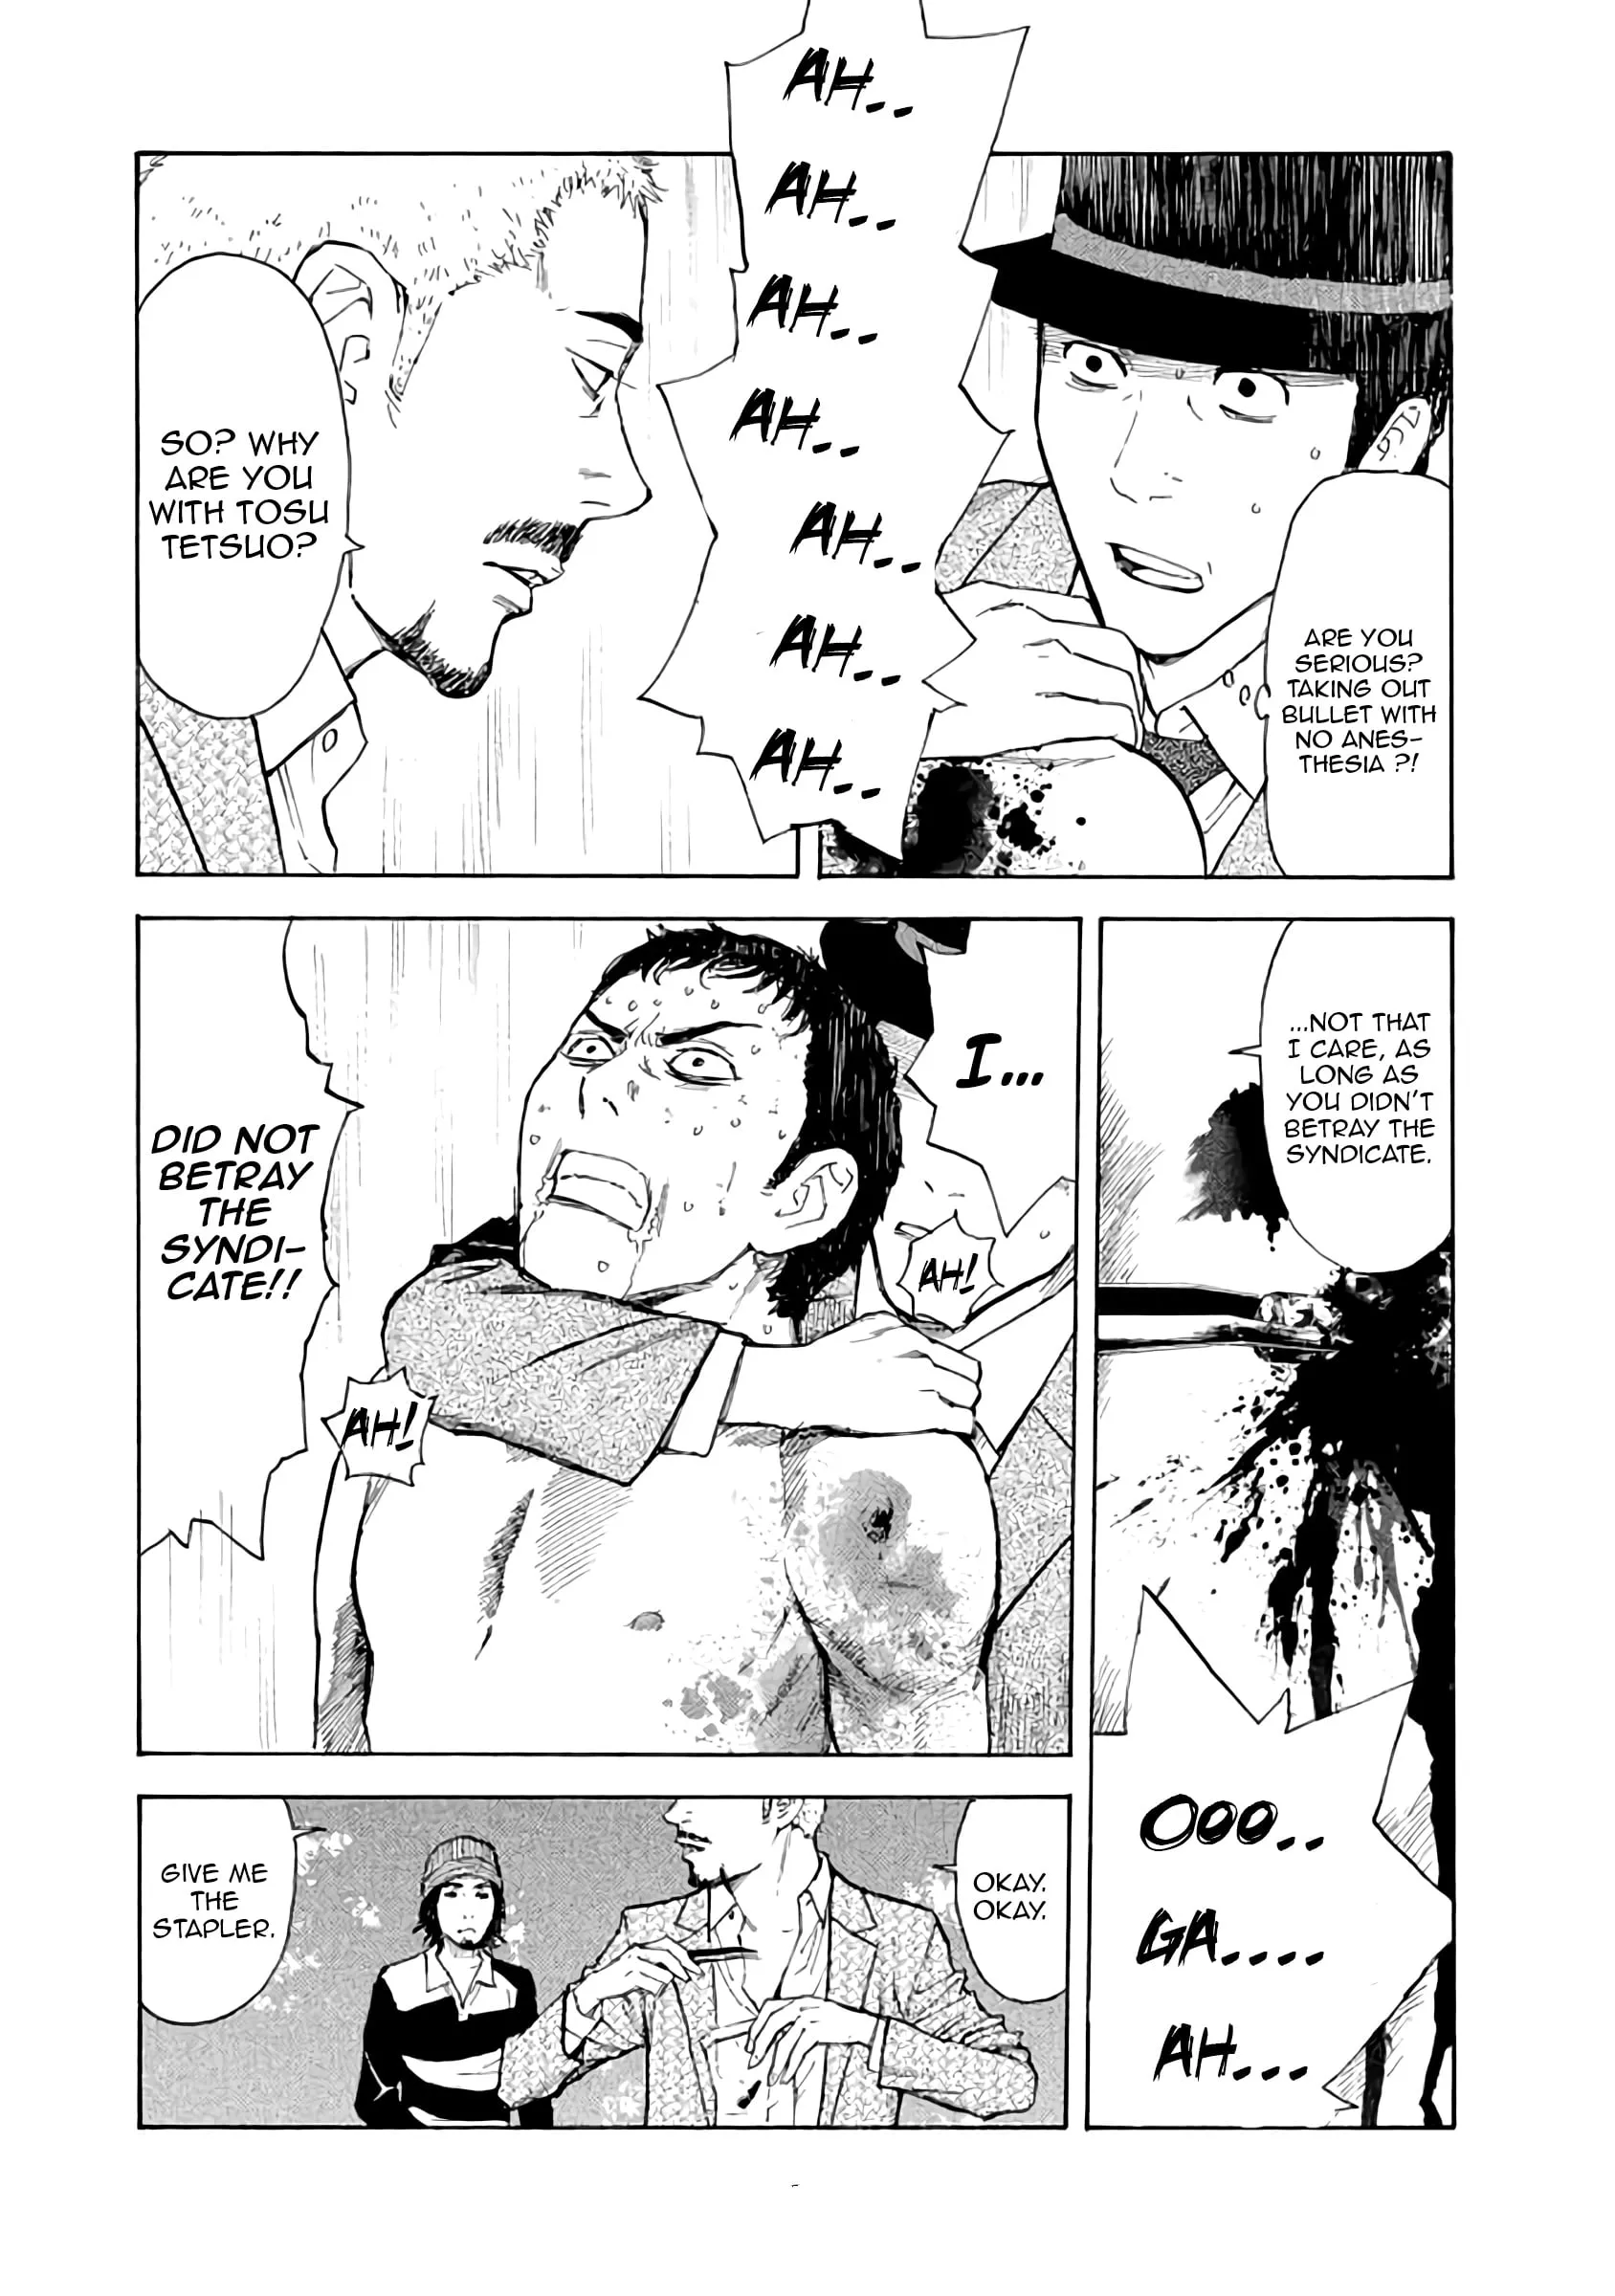 ARE YOU
SERIOUS?
TAKING OUT
BULLET WITH
NO ANES-
THESIA ?!
AH..
AH..
AH..
AH..
AH..
AH..
AH..
SO? WHY
ARE YOU
WITH TOSU
TETSUO?
...NOT THAT
I CARE, AS
LONG AS
YOU DIDN'T
BETRAY THE
SYNDICATE.
OOO..
GA....
AH...
I...
AH!
DID NOT
BETRAY
THE
SYNDI-
CATE!!
AH!
OKAY.
OKAY.
GIVE ME
THE
STAPLER.